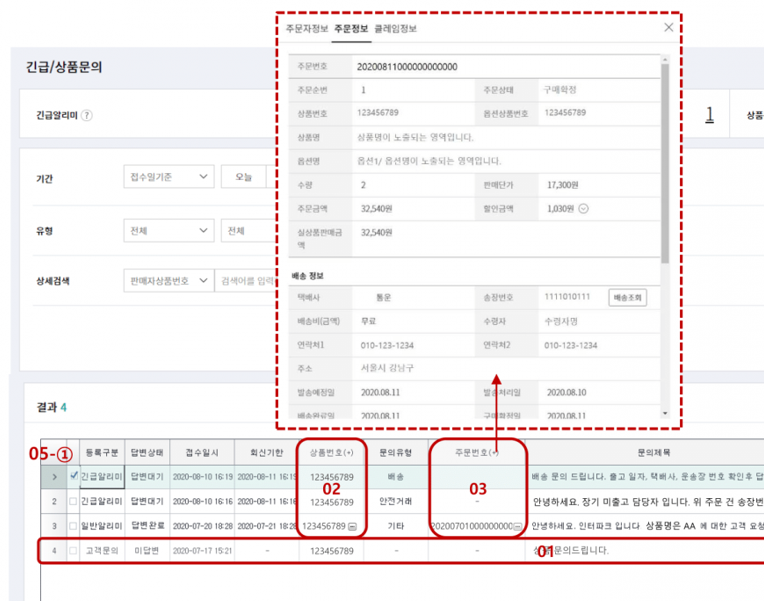 주문자정보 주문정보 클레임정보
주문번호 20200811000000000000
주문순번 1 주문상태 구매확정
상품번호 123456789 옵션상품번호 123456789
상품명 상품명이 노출되는 영역입니다.
옵션명 옵션1/ 옵션명이 노출되는 영역입니다.
수량 2 판매단가 17,300원
주문금액 32,540원 할인금액 1,030원
실상품판매금액 32,540원
배송 정보
택배사 통운 송장번호 1111010111 배송조회
배송비(금액) 무료 수령자 수령자명
연락처1 010-123-1234 연락처2 010-123-1234
주소 서울시 강남구
발송예정일 2020.08.11 발송처리일 2020.08.10
배송완료일 2020.08.11 구매확정일 2020.08.11
긴급/상품문의
긴급알리미 ? 1 상품
기간 접수일기준 오늘
유형 전체 전체
상세검색 판매자상품번호 검색어를 입력
결과 4
05-①
등록구분 답변상태 접수일시 회신기한 상품번호(+) 문의유형 주문번호(+) 문의제목
> 긴급알리미 답변대기 2020-08-10 16:19 2020-08-11 16:19 123456789 배송 배송 문의 드립니다. 출고 일자, 택배사, 운송장 번호 확인후 답
02 03
2 긴급알리미 답변대기 2020-08-10 16:16 2020-08-11 16:16 123456789 안전거래 - 안녕하세요. 장기 미출고 담당자 입니다. 위 주문 건 송장번
3 일반알리미 답변완료 2020-07-20 18:28 2020-07-21 18:28 123456789 기타 20200701000000000 안녕하세요. 인터파크 입니다. 상품명은 AA 에 대한 고객 요청
4 고객문의 미답변 2020-07-17 15:21 - 123456789 - - 문의드립니다.
01